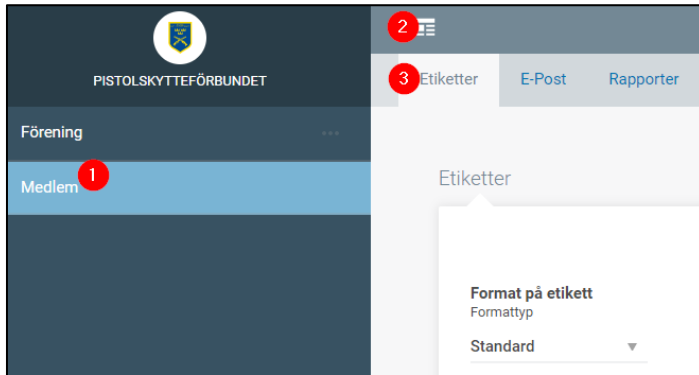 PISTOLSKYTTEFÖRBUNDET
Förening
Medlem 1
2
3 Etiketter E-Post Rapporter
Etiketter
Format på etikett
Formattyp
Standard